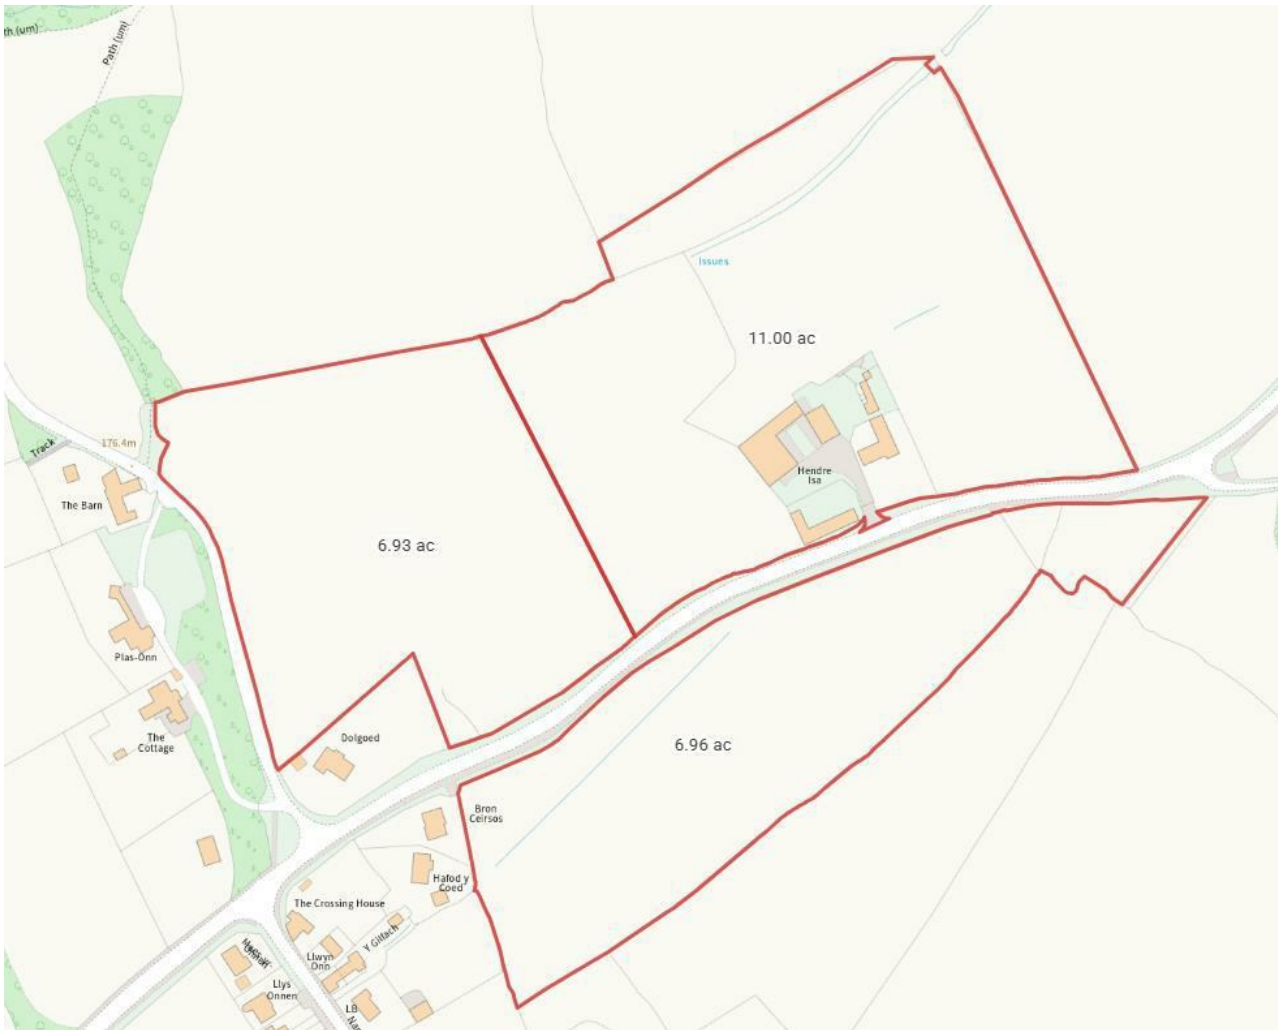 th (um)
Path (um)
Issues
11.00 ac
Track
176.4m
The Barn
Hendre
Isa
6.93 ac
Plas-Onn
The
Cottage
Dolgoed
6.96 ac
Bron
Ceirsos
Hafod y
Coed
The Crossing House
Y Gilfach
Llwyn
Onn
Llys
Onnen
LB